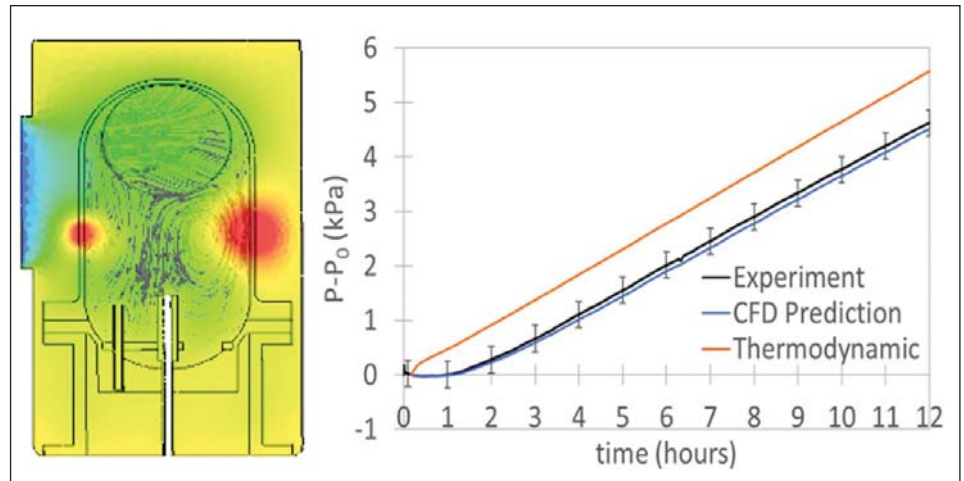 6
5
4
3
2
1
0
-1
P-P0 (kPa)
Experiment
CFD Prediction
Thermodynamic
0 1 2 3 4 5 6 7 8 9 10 11 12
time (hours)